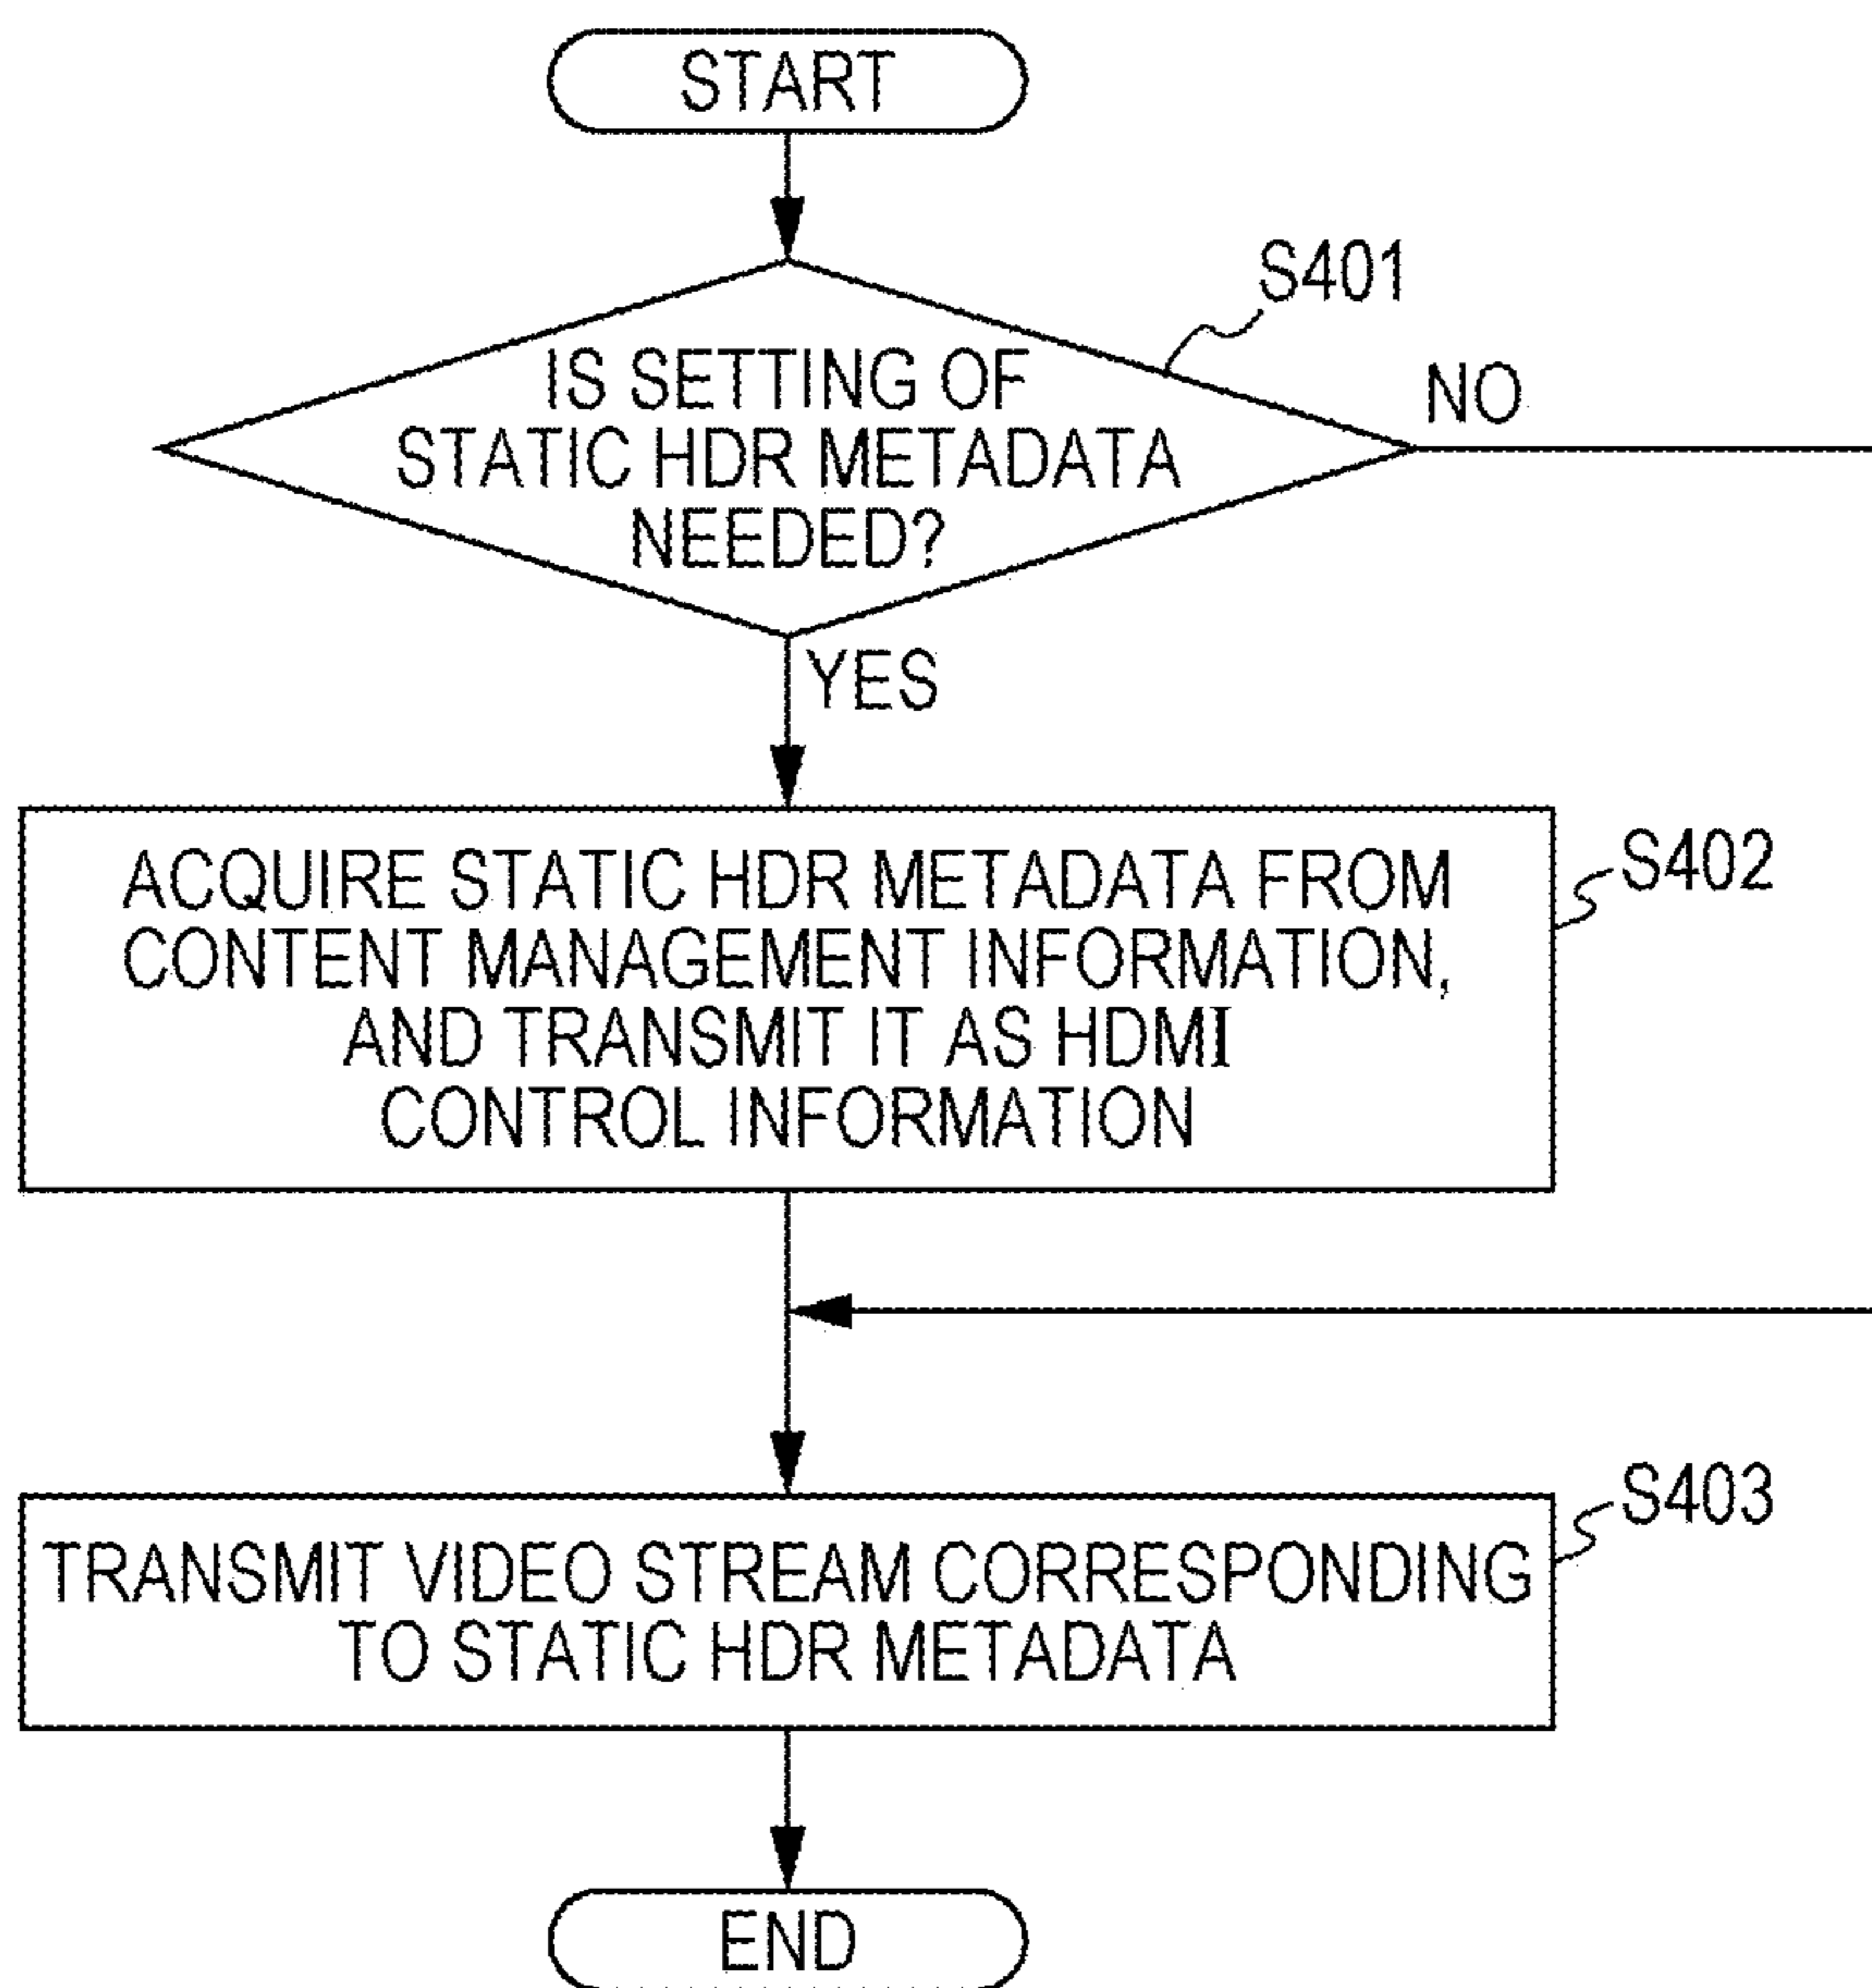 START
S401
IS SETTING OF
STATIC HDR METADATA
NEEDED?
NO
YES
S402
ACQUIRE STATIC HDR METADATA FROM
CONTENT MANAGEMENT INFORMATION,
AND TRANSMIT IT AS HDMI
CONTROL INFORMATION
S403
TRANSMIT VIDEO STREAM CORRESPONDING
TO STATIC HDR METADATA
END